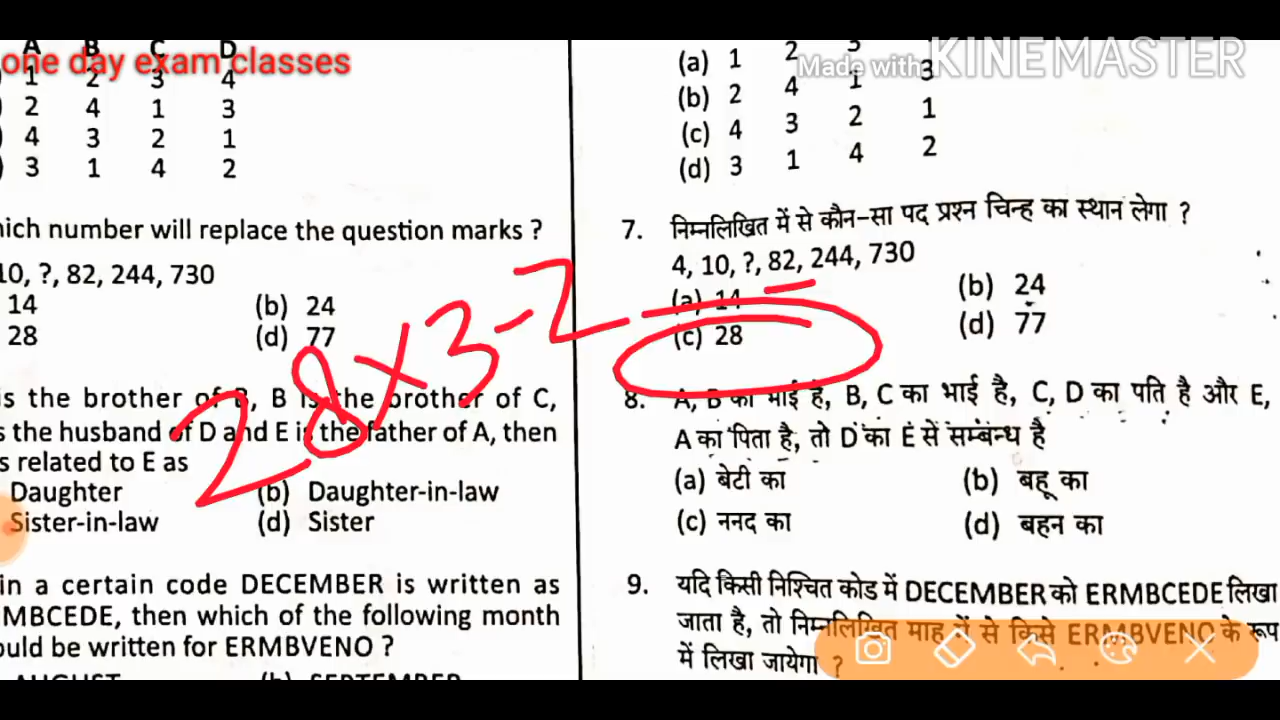 A B C D
one day exam classes
1 2 3 4
2 4 1 3
4 3 2 1
3 1 4 2
hich number will replace the question marks ?
10, ?, 82, 244, 730
14 (b) 24
28 (d) 77
is the brother of B, B is the brother of C,
s the husband of D and E is the father of A, then
s related to E as
Daughter (b) Daughter-in-law
Sister-in-law (d) Sister
in a certain code DECEMBER is written as
MBCEDE, then which of the following month
ould be written for ERMBVENO ?
AUGUST (b) SEPTEMBER
28×3-2
Made with KINEMASTER
(a) 1 2 3
(b) 2 4 1 3
(c) 4 3 2 1
(d) 3 1 4 2
7. निम्नलिखित में से कौन-सा पद प्रश्न चिन्ह का स्थान लेगा ?
4, 10, ?, 82, 244, 730
(a) 14 (b) 24
(c) 28 (d) 77
8. A, B का भाई है, B, C का भाई है, C, D का पति है और E,
A का पिता है, तो D का E से सम्बन्ध है
(a) बेटी का (b) बहू का
(c) ननद का (d) बहन का
9. यदि किसी निश्चित कोड में DECEMBER को ERMBCEDE लिखा
जाता है, तो निम्नलिखित माह में से किसे ERMBVENO के रूप
में लिखा जायेगा ?